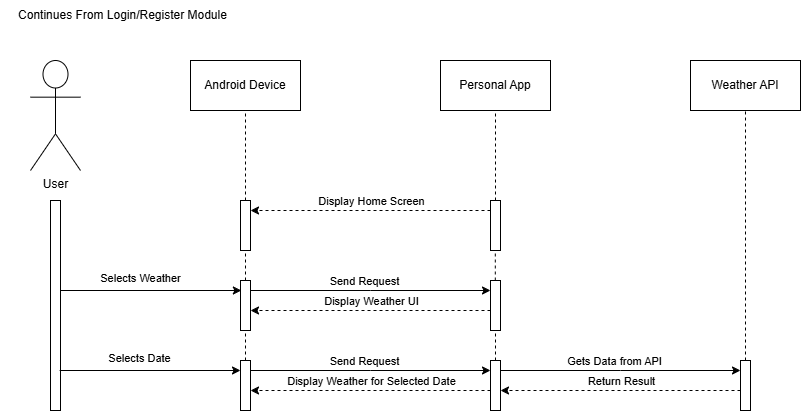 Continues From Login/Register Module
Android Device
Personal App
Weather API
User
Display Home Screen
Selects Weather
Send Request
Display Weather UI
Selects Date
Send Request
Gets Data from API
Display Weather for Selected Date
Return Result